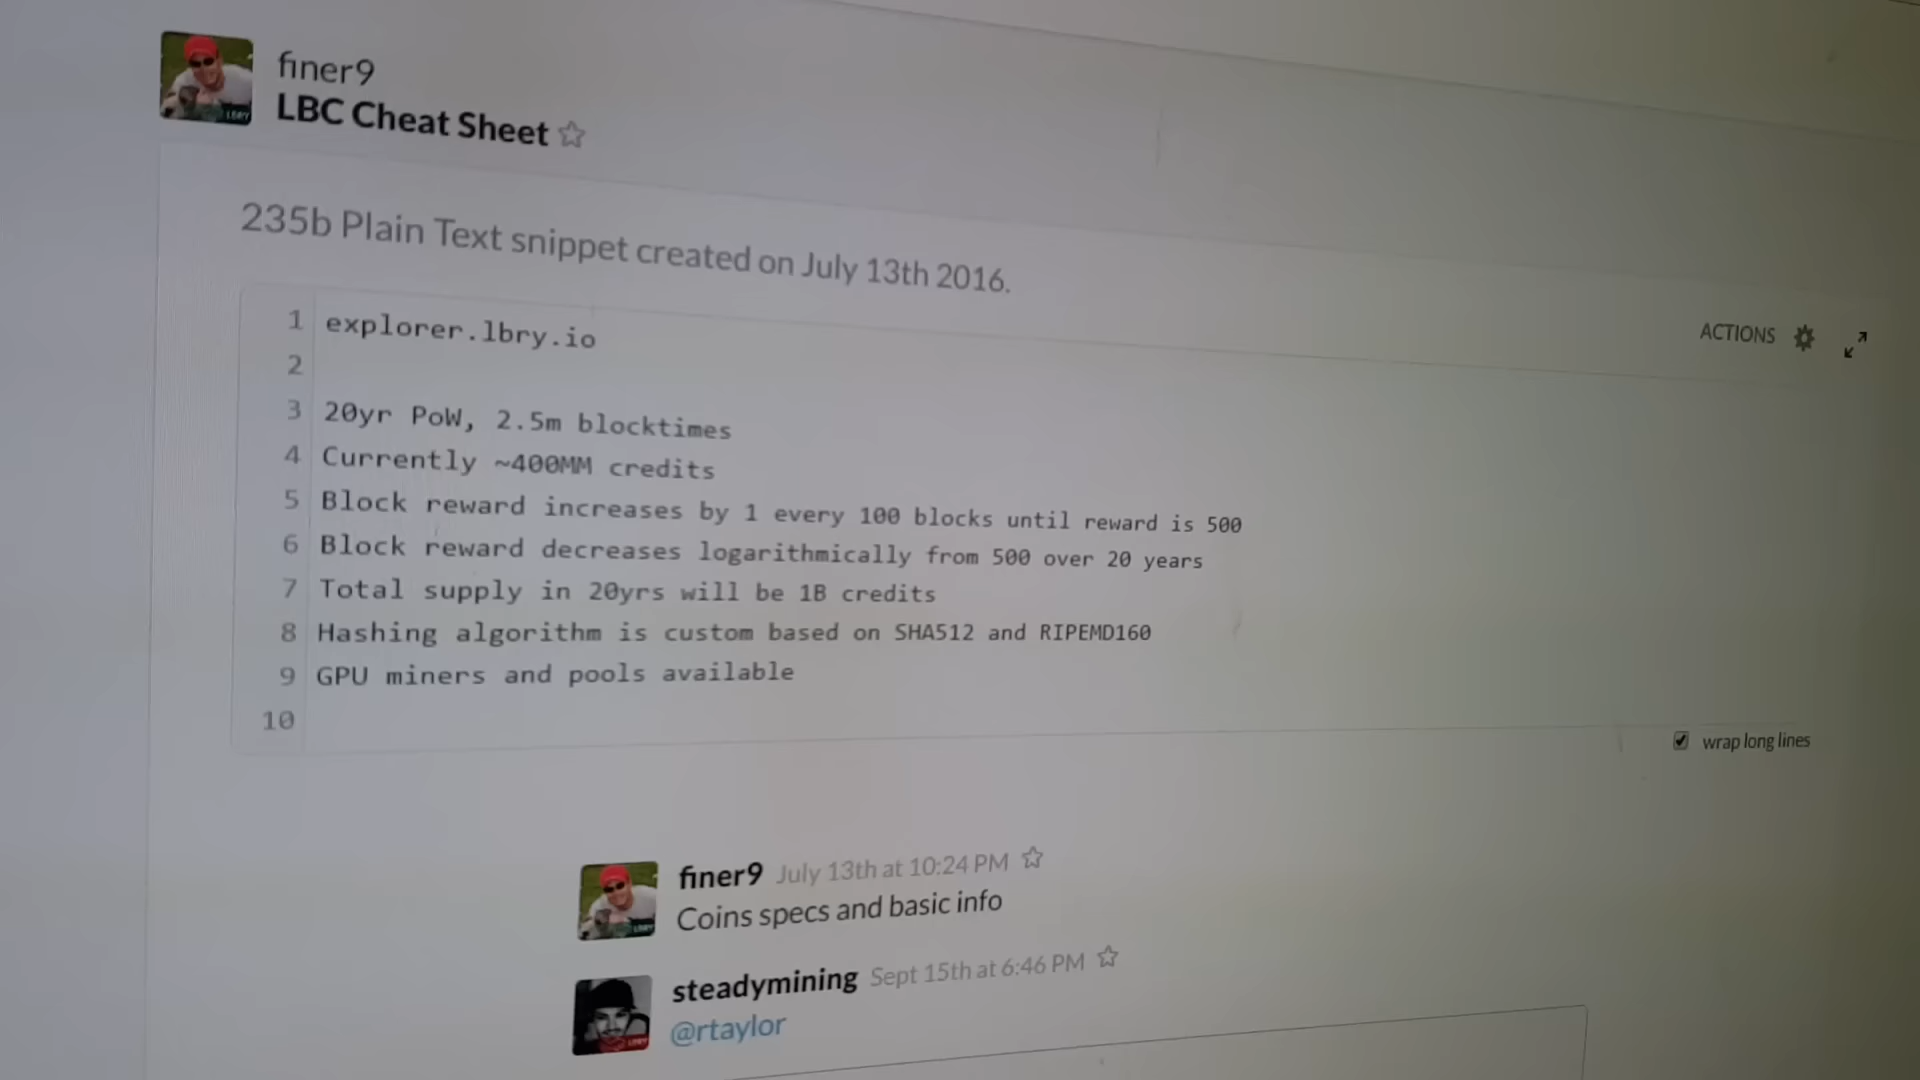 finer9
LBC Cheat Sheet
235b Plain Text snippet created on July 13th 2016.
ACTIONS
1 explorer.lbry.io
2
3 20yr PoW, 2.5m blocktimes
4 Currently ~400MM credits
5 Block reward increases by 1 every 100 blocks until reward is 500
6 Block reward decreases logarithmically from 500 over 20 years
7 Total supply in 20yrs will be 1B credits
8 Hashing algorithm is custom based on SHA512 and RIPEMD160
9 GPU miners and pools available
10
wrap long lines
finer9 July 13th at 10:24 PM
Coins specs and basic info
steadymining Sept 15th at 6:46 PM
@rtaylor